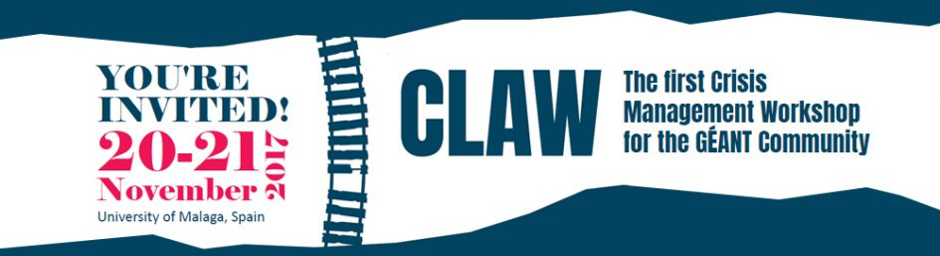 YOU'RE
INVITED!
20-21
November
2017
University of Malaga, Spain
CLAW
The first Crisis
Management Workshop
for the GÉANT Community